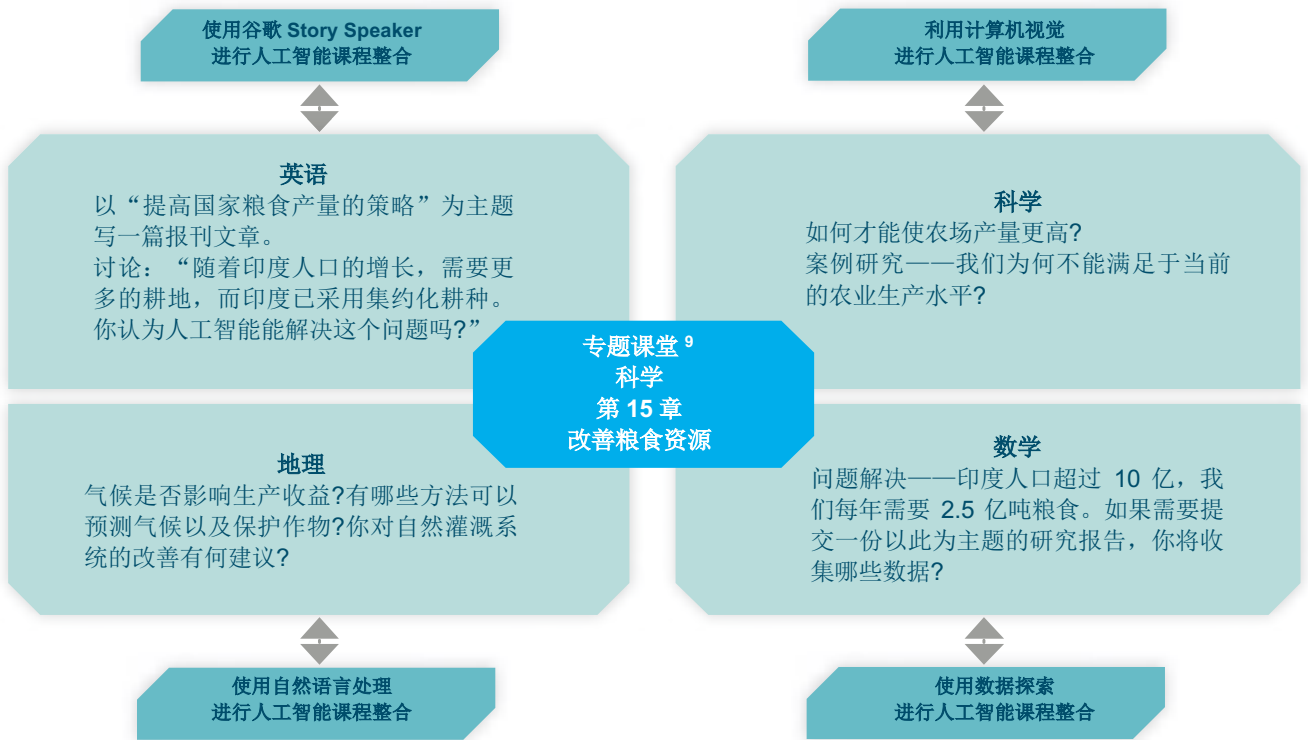 使用谷歌 Story Speaker
进行人工智能课程整合
利用计算机视觉
进行人工智能课程整合
英语
以“提高国家粮食产量的策略”为主题
写一篇报刊文章。
讨论：“随着印度人口的增长，需要更
多的耕地，而印度已采用集约化耕种。
你认为人工智能能解决这个问题吗?”
科学
如何才能使农场产量更高?
案例研究——我们为何不能满足于当前
的农业生产水平?
专题课堂 9
科学
第 15 章
改善粮食资源
地理
气候是否影响生产收益?有哪些方法可以
预测气候以及保护作物?你对自然灌溉系
统的改善有何建议?
数学
问题解决——印度人口超过 10 亿，我
们每年需要 2.5 亿吨粮食。如果需要提
交一份以此为主题的研究报告，你将收
集哪些数据?
使用自然语言处理
进行人工智能课程整合
使用数据探索
进行人工智能课程整合